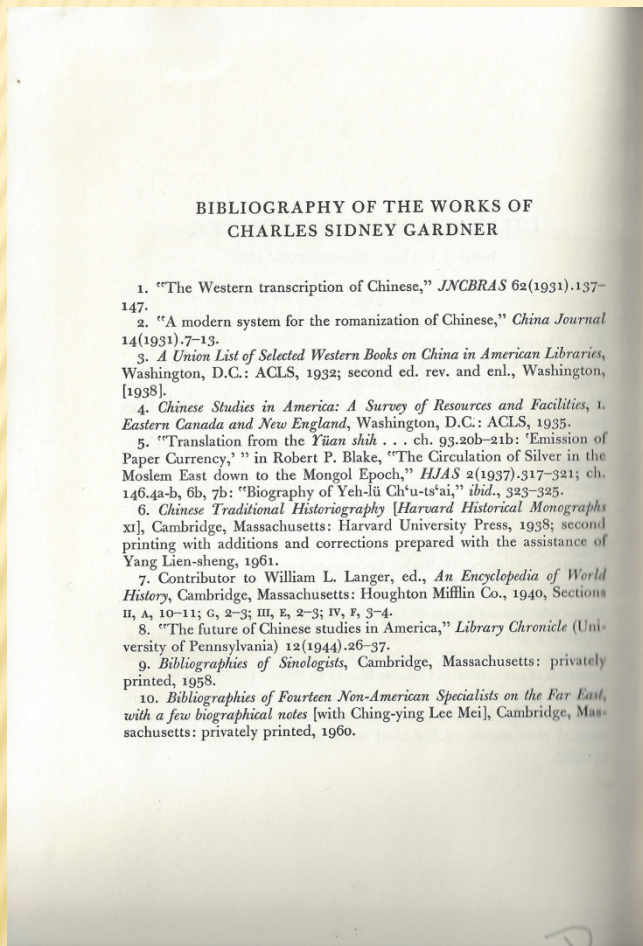 BIBLIOGRAPHY OF THE WORKS OF
CHARLES SIDNEY GARDNER
1. "The Western transcription of Chinese," JNCBRAS 62(1931).137–
147.
2. "A modern system for the romanization of Chinese," China Journal
14(1931).7–13.
3. A Union List of Selected Western Books on China in American Libraries,
Washington, D.C.: ACLS, 1932; second ed. rev. and enl., Washington,
[1938].
4. Chinese Studies in America: A Survey of Resources and Facilities, I.
Eastern Canada and New England, Washington, D.C.: ACLS, 1935.
5. "Translation from the Yüan shih . . . ch. 93.20b–21b: 'Emission of
Paper Currency,' " in Robert P. Blake, "The Circulation of Silver in the
Moslem East down to the Mongol Epoch," HJAS 2(1937).317–321; ch.
146.4a-b, 6b, 7b: "Biography of Yeh-lü Ch'u-ts'ai," ibid., 323–325.
6. Chinese Traditional Historiography [Harvard Historical Monographs
XI], Cambridge, Massachusetts: Harvard University Press, 1938; second
printing with additions and corrections prepared with the assistance of
Yang Lien-sheng, 1961.
7. Contributor to William L. Langer, ed., An Encyclopedia of World
History, Cambridge, Massachusetts: Houghton Mifflin Co., 1940, Sections
II, A, 10–11; G, 2–3; III, E, 2–3; IV, F, 3–4.
8. "The future of Chinese studies in America," Library Chronicle (Uni-
versity of Pennsylvania) 12(1944).26–37.
9. Bibliographies of Sinologists, Cambridge, Massachusetts: privately
printed, 1958.
10. Bibliographies of Fourteen Non-American Specialists on the Far East,
with a few biographical notes [with Ching-ying Lee Mei], Cambridge, Mas-
sachusetts: privately printed, 1960.